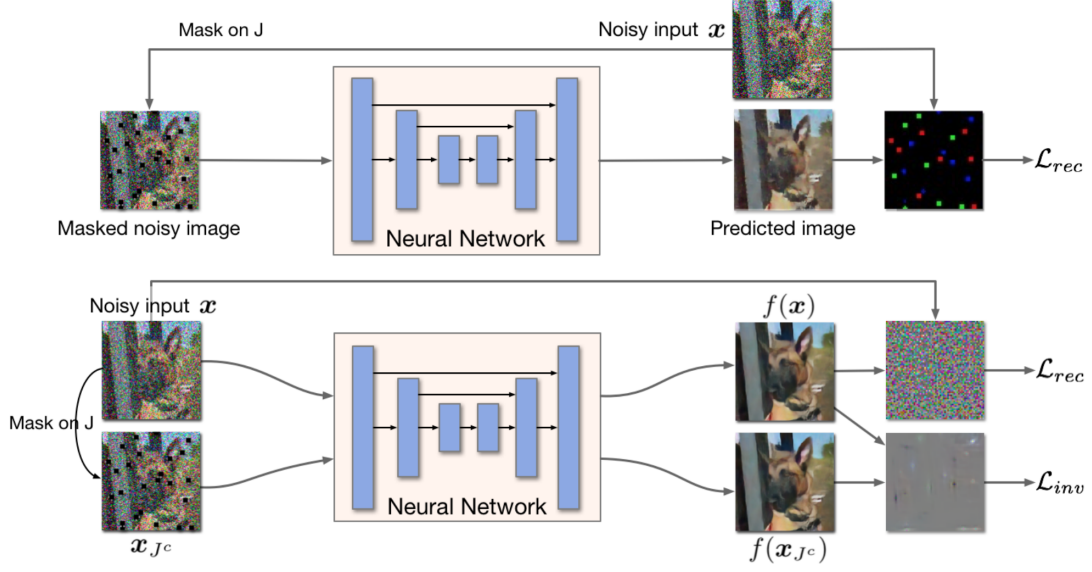 Mask on J
Noisy input x
Masked noisy image
Neural Network
Predicted image
ℒ_rec
Noisy input x
Mask on J
x_{J^c}
Neural Network
f(x)
f(x_{J^c})
ℒ_rec
ℒ_inv